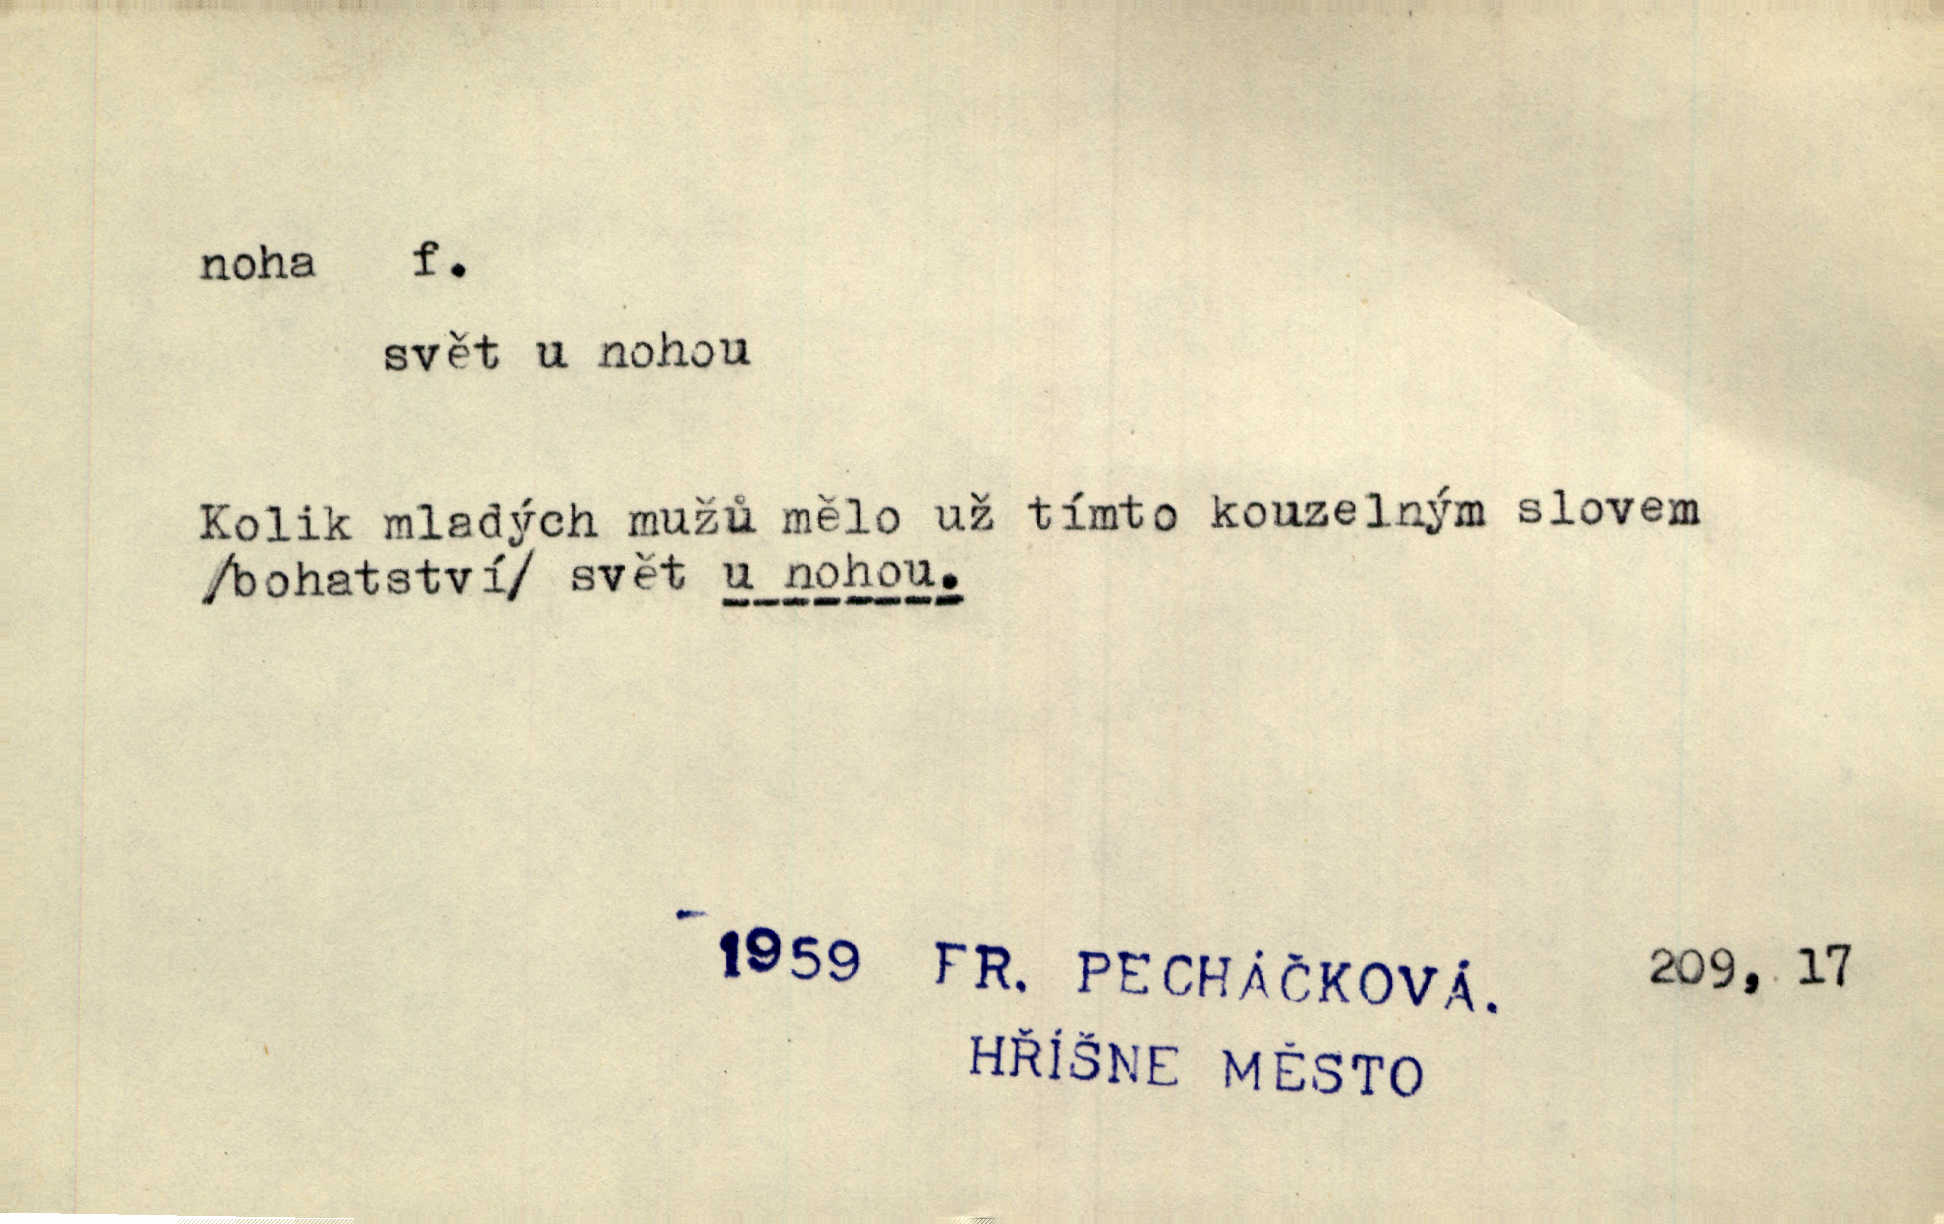 noha f.
svět u nohou
Kolik mladých mužů mělo už tímto kouzelným slovem
/bohatství/ svět u nohou.
1959 FR. PECHÁČKOVÁ. 209, 17
HŘÍŠNE MĚSTO